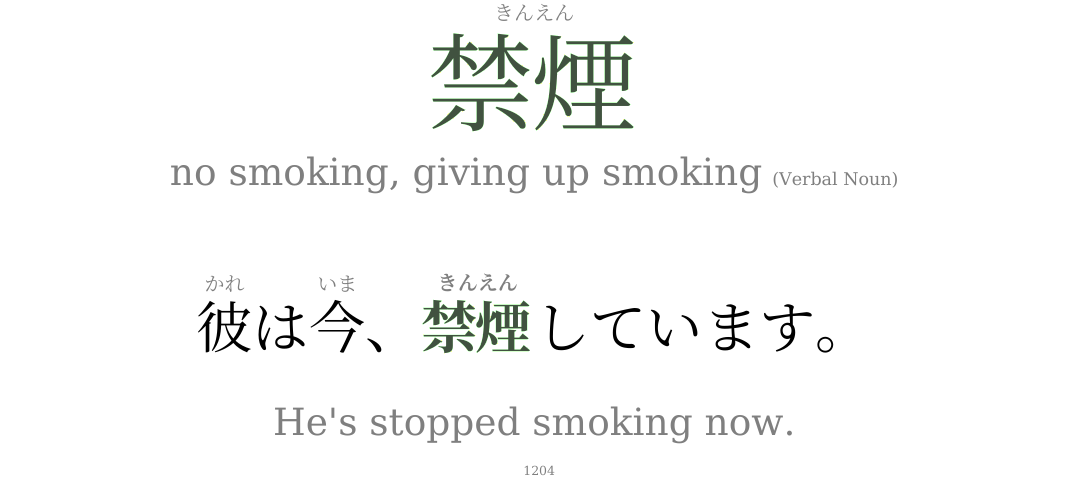 きんえん
禁煙
no smoking, giving up smoking (Verbal Noun)
かれ いま きんえん
彼は今、禁煙しています。
He's stopped smoking now.
1204